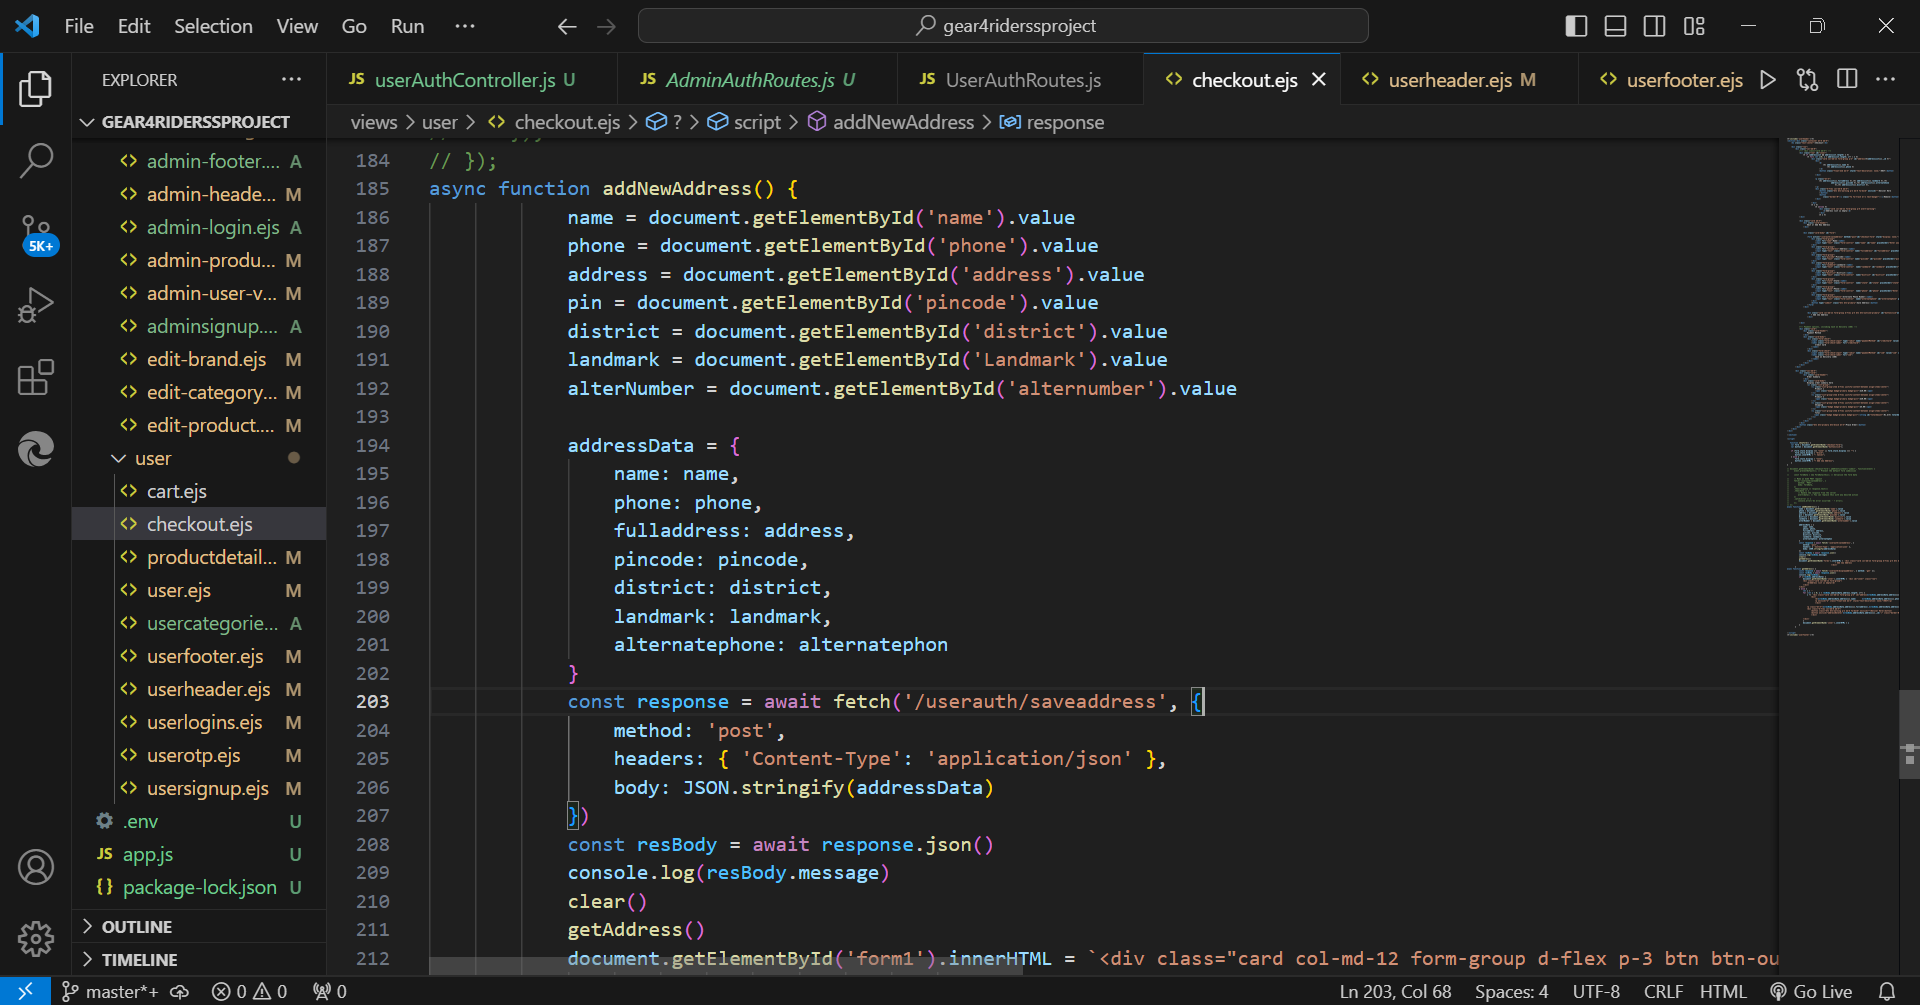 File Edit Selection View Go Run ··· gear4riderssproject
EXPLORER ···
JS userAuthController.js U JS AdminAuthRoutes.js U JS UserAuthRoutes.js <> checkout.ejs <> userheader.ejs M <> userfooter.ejs ···
GEAR4RIDERSSPROJECT
views > user > <> checkout.ejs > ? > script > addNewAddress > response
<> admin-footer.... A
<> admin-heade... M
<> admin-login.ejs A
<> admin-produ... M
<> admin-user-v... M
<> adminsignup.... A
<> edit-brand.ejs M
<> edit-category... M
<> edit-product.... M
user
<> cart.ejs
<> checkout.ejs
<> productdetail... M
<> user.ejs M
<> usercategorie... A
<> userfooter.ejs M
<> userheader.ejs M
<> userlogins.ejs M
<> userotp.ejs M
<> usersignup.ejs M
.env U
JS app.js U
{} package-lock.json U
OUTLINE
TIMELINE
5K+
184 // });
185 async function addNewAddress() {
186 name = document.getElementById('name').value
187 phone = document.getElementById('phone').value
188 address = document.getElementById('address').value
189 pin = document.getElementById('pincode').value
190 district = document.getElementById('district').value
191 landmark = document.getElementById('Landmark').value
192 alterNumber = document.getElementById('alternumber').value
193
194 addressData = {
195 name: name,
196 phone: phone,
197 fulladdress: address,
198 pincode: pincode,
199 district: district,
200 landmark: landmark,
201 alternatephone: alternatephon
202 }
203 const response = await fetch('/userauth/saveaddress', {
204 method: 'post',
205 headers: { 'Content-Type': 'application/json' },
206 body: JSON.stringify(addressData)
207 })
208 const resBody = await response.json()
209 console.log(resBody.message)
210 clear()
211 getAddress()
212 document.getElementById('form1').innerHTML = `<div class="card col-md-12 form-group d-flex p-3 btn btn-ou
master*+ 0 0 0 Ln 203, Col 68 Spaces: 4 UTF-8 CRLF HTML Go Live